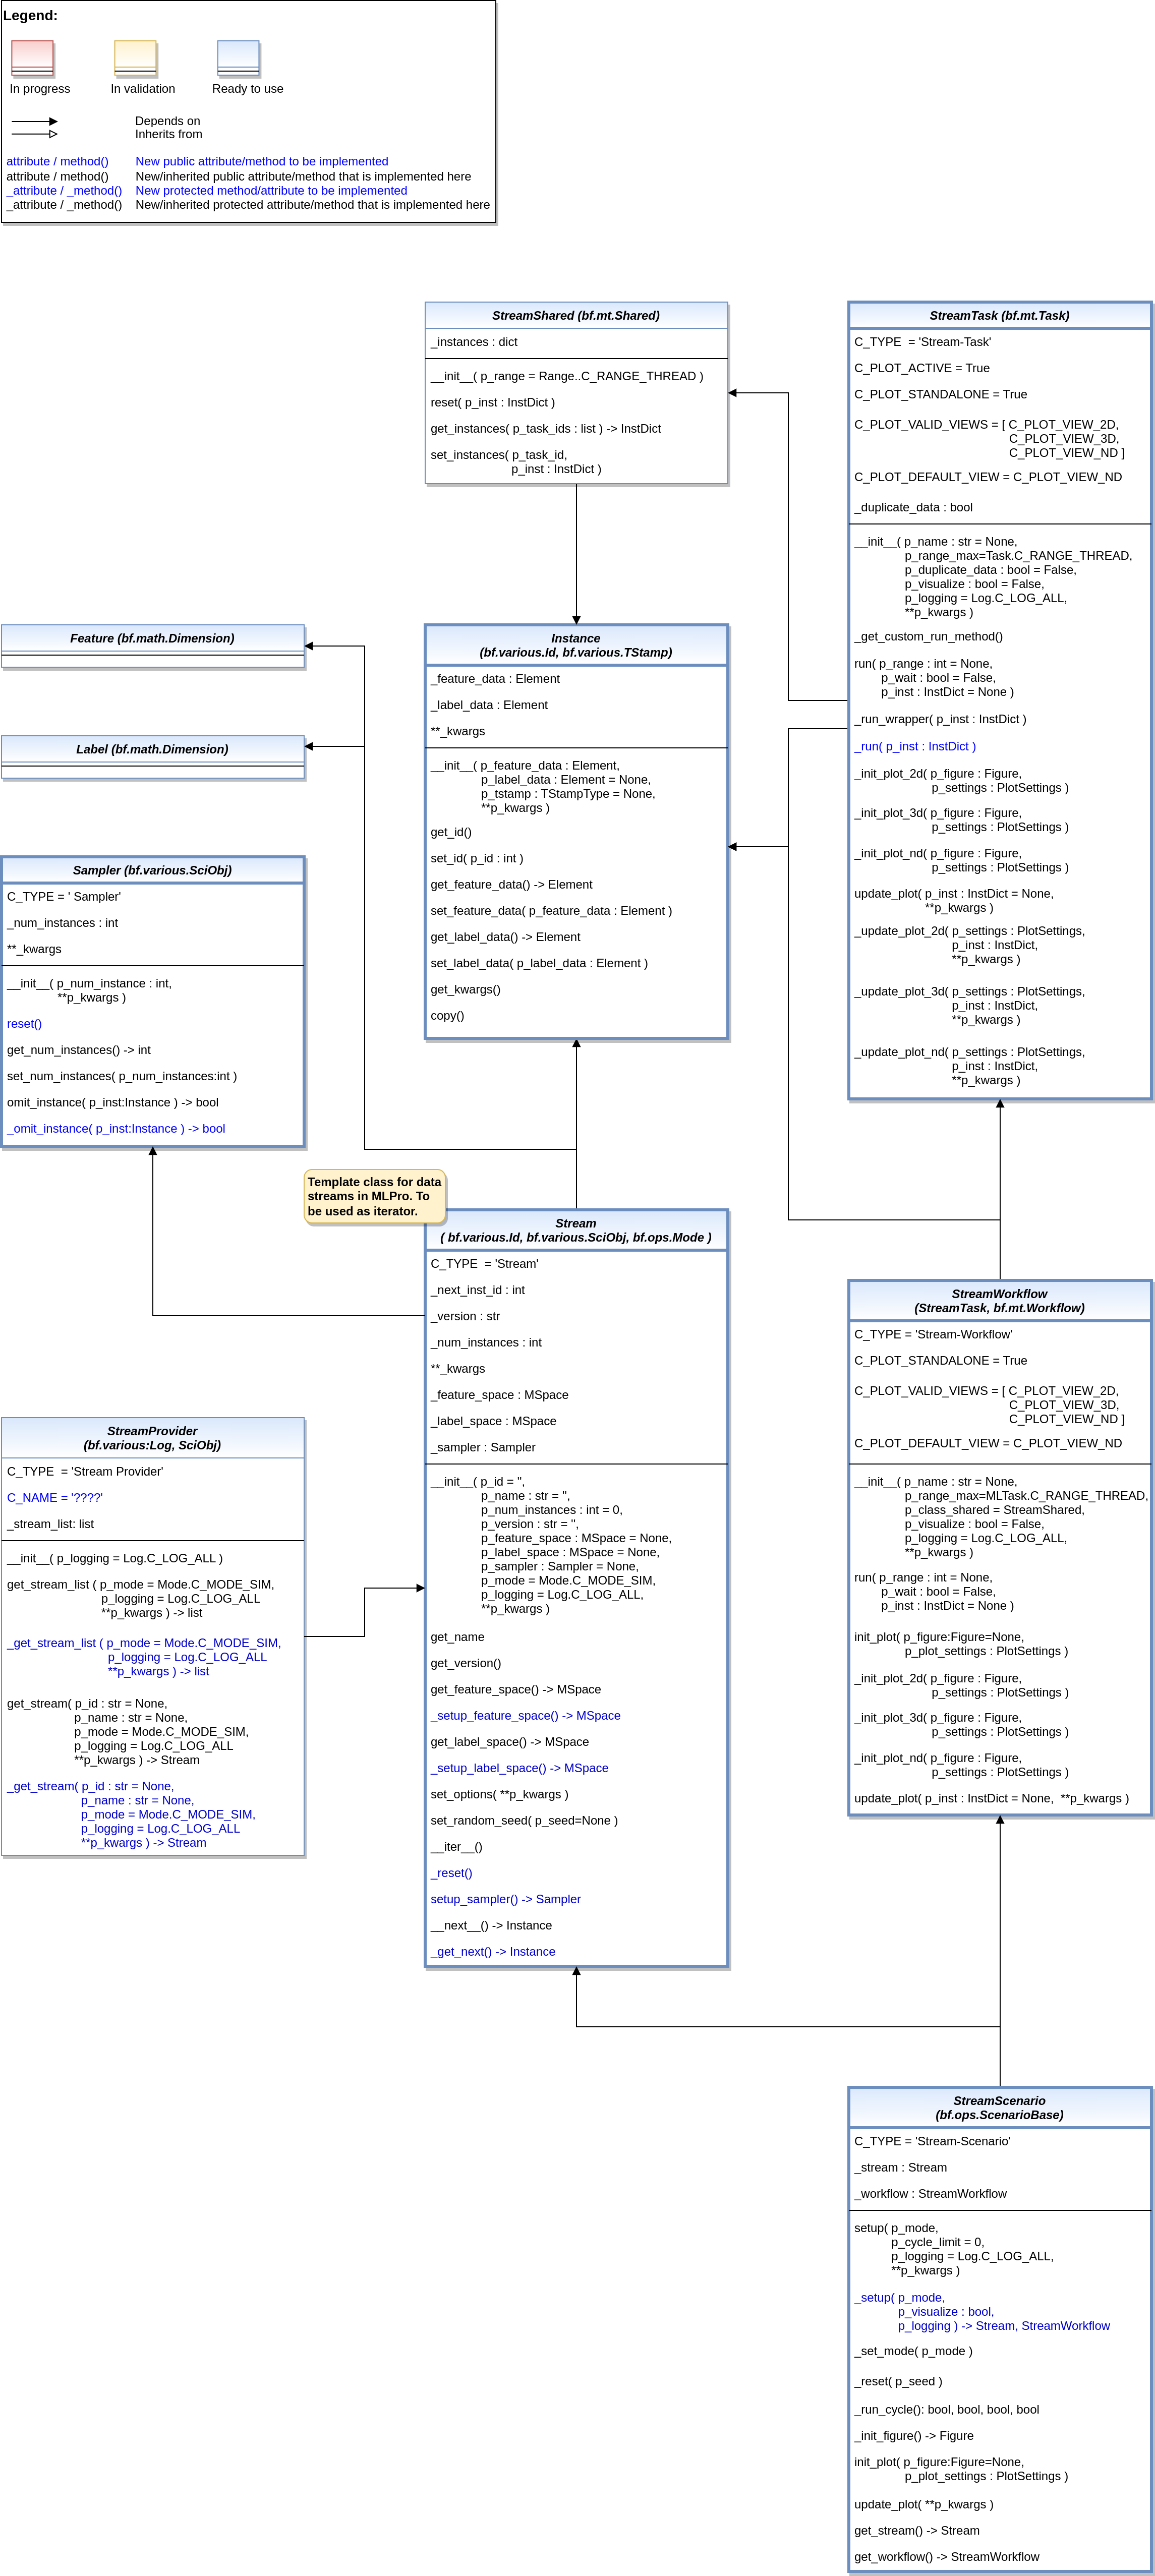 Legend:
In progress
In validation
Ready to use
Depends on
Inherits from
attribute / method() New public attribute/method to be implemented
attribute / method() New/inherited public attribute/method that is implemented here
_attribute / _method() New protected method/attribute to be implemented
_attribute / _method() New/inherited protected attribute/method that is implemented here
StreamShared (bf.mt.Shared)
_instances : dict
__init__( p_range = Range..C_RANGE_THREAD )
reset( p_inst : InstDict )
get_instances( p_task_ids : list ) -> InstDict
set_instances( p_task_id,
p_inst : InstDict )
StreamTask (bf.mt.Task)
C_TYPE = 'Stream-Task'
C_PLOT_ACTIVE = True
C_PLOT_STANDALONE = True
C_PLOT_VALID_VIEWS = [ C_PLOT_VIEW_2D,
C_PLOT_VIEW_3D,
C_PLOT_VIEW_ND ]
C_PLOT_DEFAULT_VIEW = C_PLOT_VIEW_ND
_duplicate_data : bool
__init__( p_name : str = None,
p_range_max=Task.C_RANGE_THREAD,
p_duplicate_data : bool = False,
p_visualize : bool = False,
p_logging = Log.C_LOG_ALL,
**p_kwargs )
_get_custom_run_method()
run( p_range : int = None,
p_wait : bool = False,
p_inst : InstDict = None )
_run_wrapper( p_inst : InstDict )
_run( p_inst : InstDict )
_init_plot_2d( p_figure : Figure,
p_settings : PlotSettings )
_init_plot_3d( p_figure : Figure,
p_settings : PlotSettings )
_init_plot_nd( p_figure : Figure,
p_settings : PlotSettings )
update_plot( p_inst : InstDict = None,
**p_kwargs )
_update_plot_2d( p_settings : PlotSettings,
p_inst : InstDict,
**p_kwargs )
_update_plot_3d( p_settings : PlotSettings,
p_inst : InstDict,
**p_kwargs )
_update_plot_nd( p_settings : PlotSettings,
p_inst : InstDict,
**p_kwargs )
Feature (bf.math.Dimension)
Label (bf.math.Dimension)
Instance
(bf.various.Id, bf.various.TStamp)
_feature_data : Element
_label_data : Element
**_kwargs
__init__( p_feature_data : Element,
p_label_data : Element = None,
p_tstamp : TStampType = None,
**p_kwargs )
get_id()
set_id( p_id : int )
get_feature_data() -> Element
set_feature_data( p_feature_data : Element )
get_label_data() -> Element
set_label_data( p_label_data : Element )
get_kwargs()
copy()
Sampler (bf.various.SciObj)
C_TYPE = ' Sampler'
_num_instances : int
**_kwargs
__init__( p_num_instance : int,
**p_kwargs )
reset()
get_num_instances() -> int
set_num_instances( p_num_instances:int )
omit_instance( p_inst:Instance ) -> bool
_omit_instance( p_inst:Instance ) -> bool
Template class for data
streams in MLPro. To
be used as iterator.
Stream
( bf.various.Id, bf.various.SciObj, bf.ops.Mode )
C_TYPE = 'Stream'
_next_inst_id : int
_version : str
_num_instances : int
**_kwargs
_feature_space : MSpace
_label_space : MSpace
_sampler : Sampler
__init__( p_id = '',
p_name : str = '',
p_num_instances : int = 0,
p_version : str = '',
p_feature_space : MSpace = None,
p_label_space : MSpace = None,
p_sampler : Sampler = None,
p_mode = Mode.C_MODE_SIM,
p_logging = Log.C_LOG_ALL,
**p_kwargs )
get_name
get_version()
get_feature_space() -> MSpace
_setup_feature_space() -> MSpace
get_label_space() -> MSpace
_setup_label_space() -> MSpace
set_options( **p_kwargs )
set_random_seed( p_seed=None )
__iter__()
_reset()
setup_sampler() -> Sampler
__next__() -> Instance
_get_next() -> Instance
StreamProvider
(bf.various:Log, SciObj)
C_TYPE = 'Stream Provider'
C_NAME = '????'
_stream_list: list
__init__( p_logging = Log.C_LOG_ALL )
get_stream_list ( p_mode = Mode.C_MODE_SIM,
p_logging = Log.C_LOG_ALL
**p_kwargs ) -> list
_get_stream_list ( p_mode = Mode.C_MODE_SIM,
p_logging = Log.C_LOG_ALL
**p_kwargs ) -> list
get_stream( p_id : str = None,
p_name : str = None,
p_mode = Mode.C_MODE_SIM,
p_logging = Log.C_LOG_ALL
**p_kwargs ) -> Stream
_get_stream( p_id : str = None,
p_name : str = None,
p_mode = Mode.C_MODE_SIM,
p_logging = Log.C_LOG_ALL
**p_kwargs ) -> Stream
StreamWorkflow
(StreamTask, bf.mt.Workflow)
C_TYPE = 'Stream-Workflow'
C_PLOT_STANDALONE = True
C_PLOT_VALID_VIEWS = [ C_PLOT_VIEW_2D,
C_PLOT_VIEW_3D,
C_PLOT_VIEW_ND ]
C_PLOT_DEFAULT_VIEW = C_PLOT_VIEW_ND
__init__( p_name : str = None,
p_range_max=MLTask.C_RANGE_THREAD,
p_class_shared = StreamShared,
p_visualize : bool = False,
p_logging = Log.C_LOG_ALL,
**p_kwargs )
run( p_range : int = None,
p_wait : bool = False,
p_inst : InstDict = None )
init_plot( p_figure:Figure=None,
p_plot_settings : PlotSettings )
_init_plot_2d( p_figure : Figure,
p_settings : PlotSettings )
_init_plot_3d( p_figure : Figure,
p_settings : PlotSettings )
_init_plot_nd( p_figure : Figure,
p_settings : PlotSettings )
update_plot( p_inst : InstDict = None, **p_kwargs )
StreamScenario
(bf.ops.ScenarioBase)
C_TYPE = 'Stream-Scenario'
_stream : Stream
_workflow : StreamWorkflow
setup( p_mode,
p_cycle_limit = 0,
p_logging = Log.C_LOG_ALL,
**p_kwargs )
_setup( p_mode,
p_visualize : bool,
p_logging ) -> Stream, StreamWorkflow
_set_mode( p_mode )
_reset( p_seed )
_run_cycle(): bool, bool, bool, bool
_init_figure() -> Figure
init_plot( p_figure:Figure=None,
p_plot_settings : PlotSettings )
update_plot( **p_kwargs )
get_stream() -> Stream
get_workflow() -> StreamWorkflow